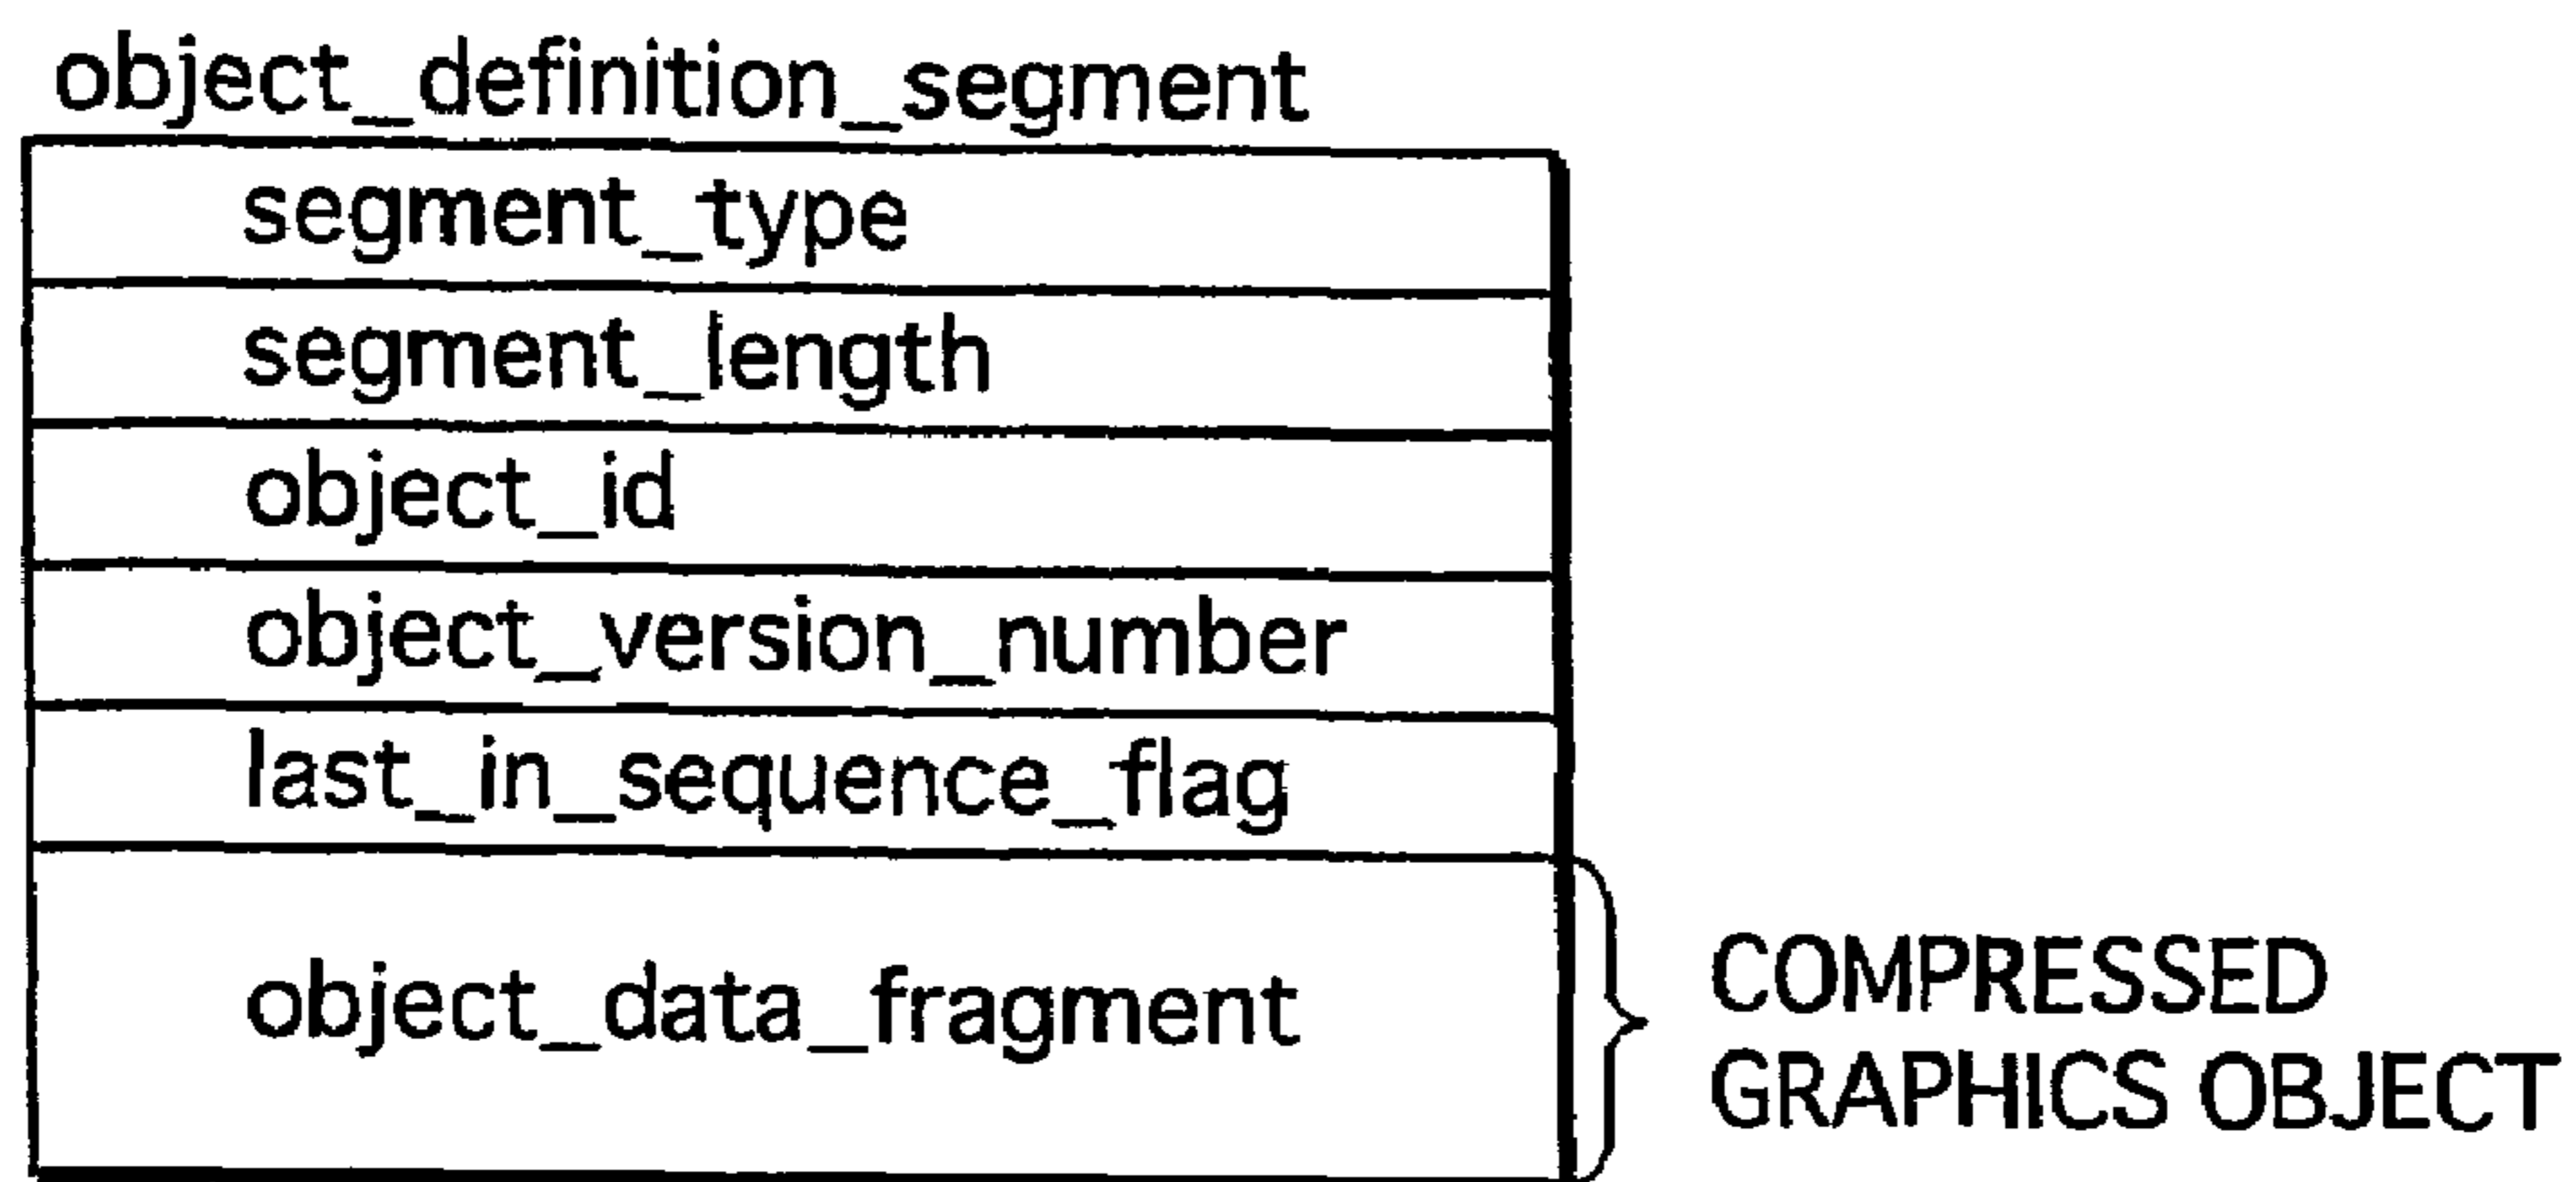 object_definition_segment
segment_type
segment_length
object_id
object_version_number
last_in_sequence_flag
object_data_fragment
COMPRESSED
GRAPHICS OBJECT